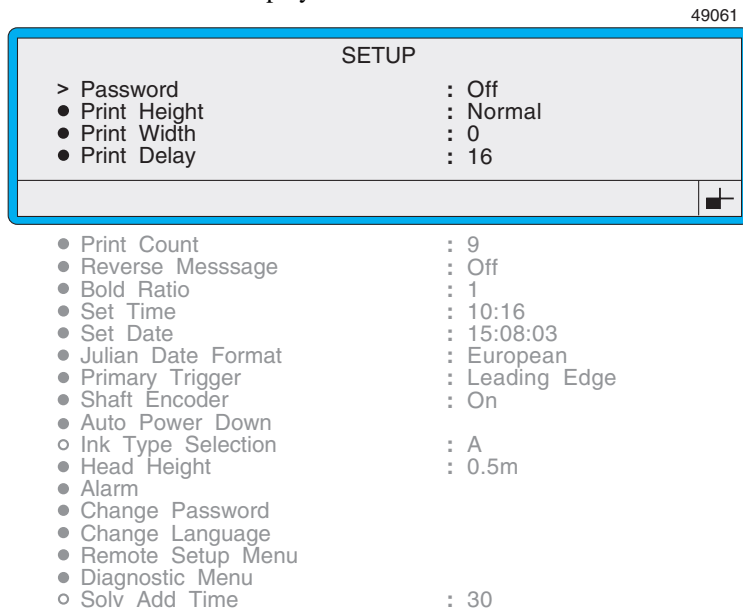 49061
SETUP
> Password : Off
● Print Height : Normal
● Print Width : 0
● Print Delay : 16
● Print Count : 9
● Reverse Messsage : Off
● Bold Ratio : 1
● Set Time : 10:16
● Set Date : 15:08:03
● Julian Date Format : European
● Primary Trigger : Leading Edge
● Shaft Encoder : On
● Auto Power Down
○ Ink Type Selection : A
● Head Height : 0.5m
● Alarm
● Change Password
● Change Language
● Remote Setup Menu
● Diagnostic Menu
○ Solv Add Time : 30